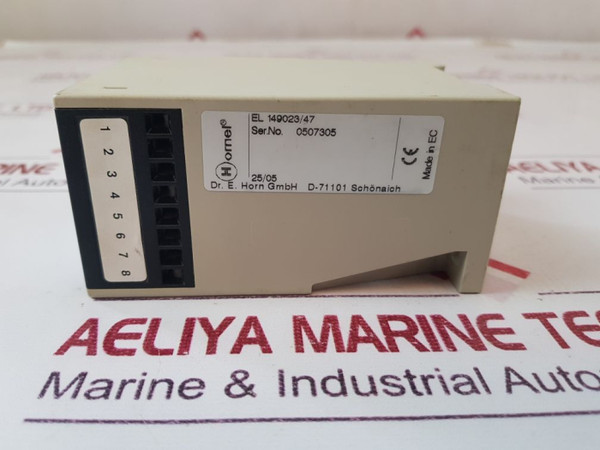 1
2
3
4
5
6
7
8
Horner®
EL 149023/47
Ser.No. 0507305
25/05
Dr. E. Horn GmbH D-71101 Schönaich
CE
Made in EC
AELIYA MARINE TE
Marine & Industrial Auto